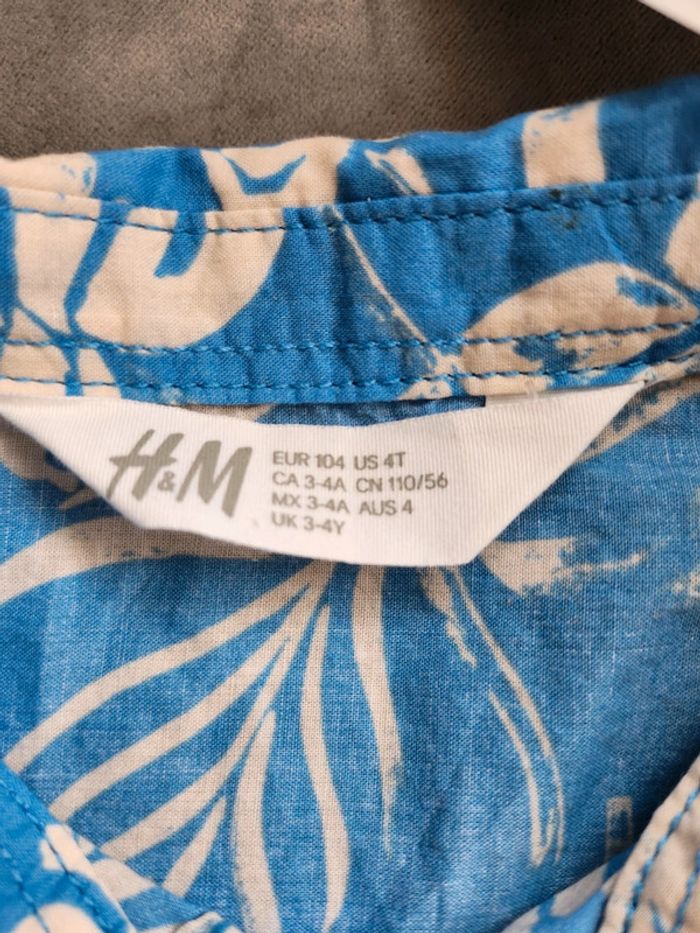 H&M
EUR 104 US 4T
CA 3-4A CN 110/56
MX 3-4A AUS 4
UK 3-4Y